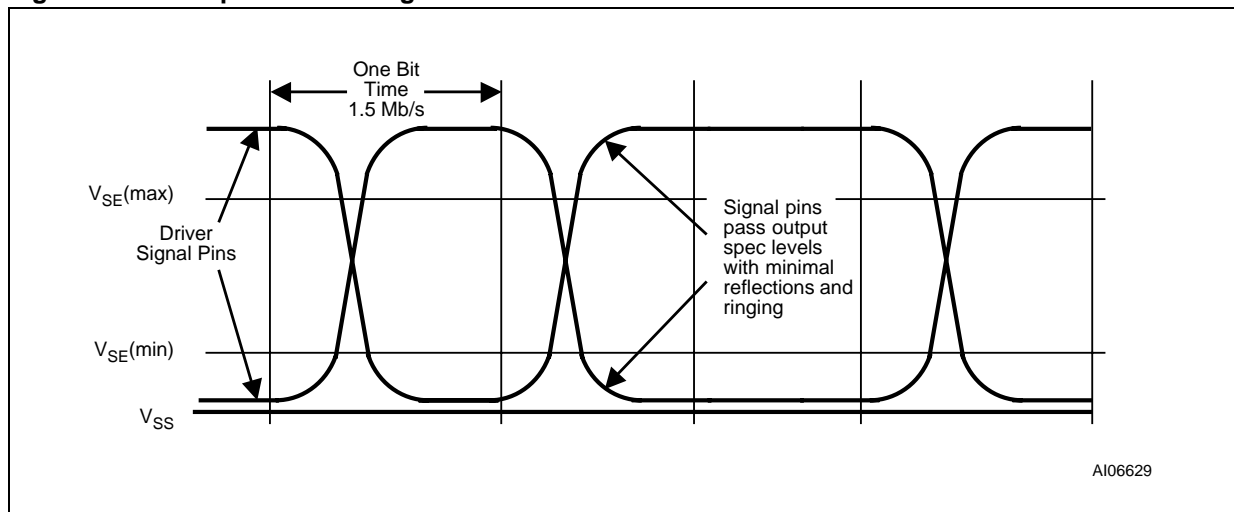 One Bit
Time
1.5 Mb/s
VSE(max)
Driver
Signal Pins
Signal pins
pass output
spec levels
with minimal
reflections and
ringing
VSE(min)
VSS
AI06629